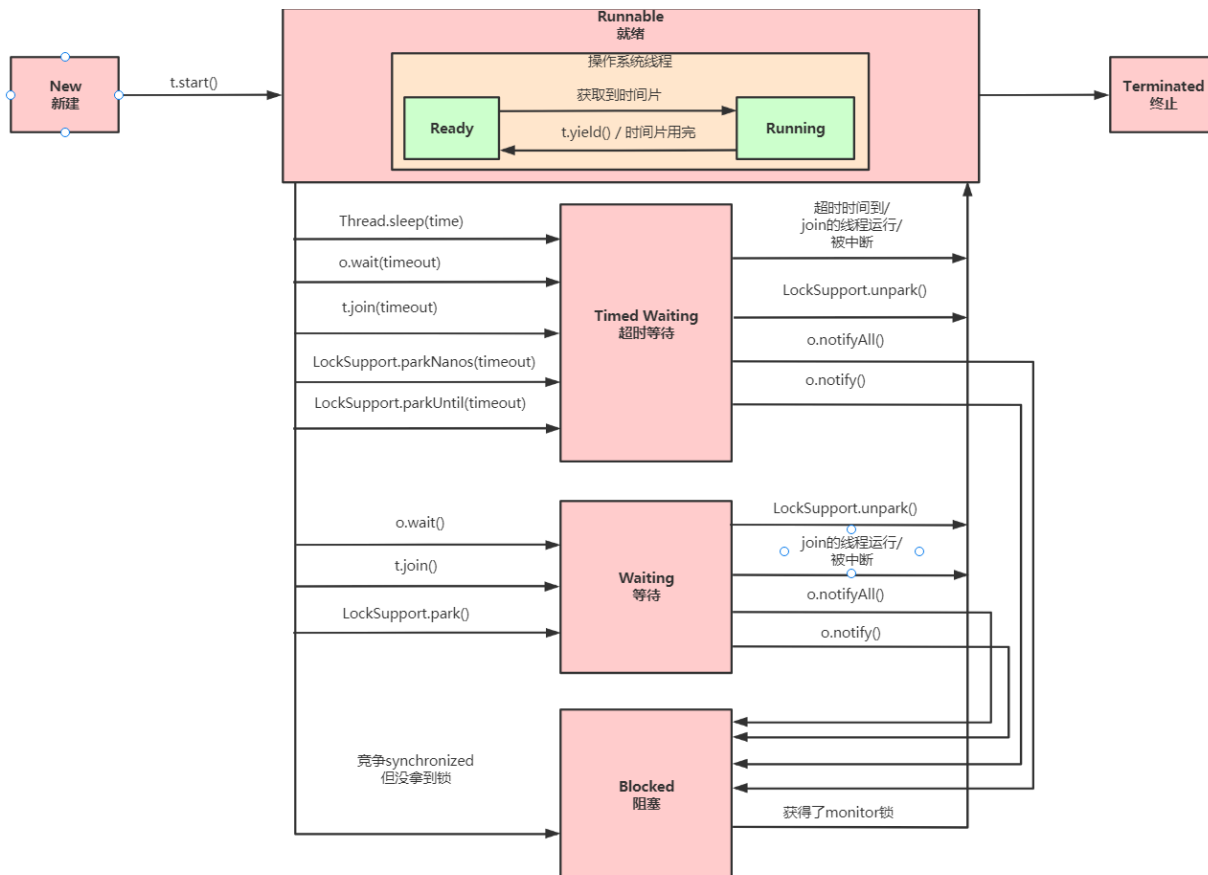 Runnable
就绪
操作系统线程
New
新建
t.start()
获取到时间片
Ready
Running
t.yield() / 时间片用完
Terminated
终止
Thread.sleep(time)
o.wait(timeout)
t.join(timeout)
LockSupport.parkNanos(timeout)
LockSupport.parkUntil(timeout)
Timed Waiting
超时等待
超时时间到/
join的线程运行/
被中断
LockSupport.unpark()
o.notifyAll()
o.notify()
o.wait()
t.join()
LockSupport.park()
Waiting
等待
LockSupport.unpark()
join的线程运行/
被中断
o.notifyAll()
o.notify()
竞争synchronized
但没拿到锁
Blocked
阻塞
获得了monitor锁